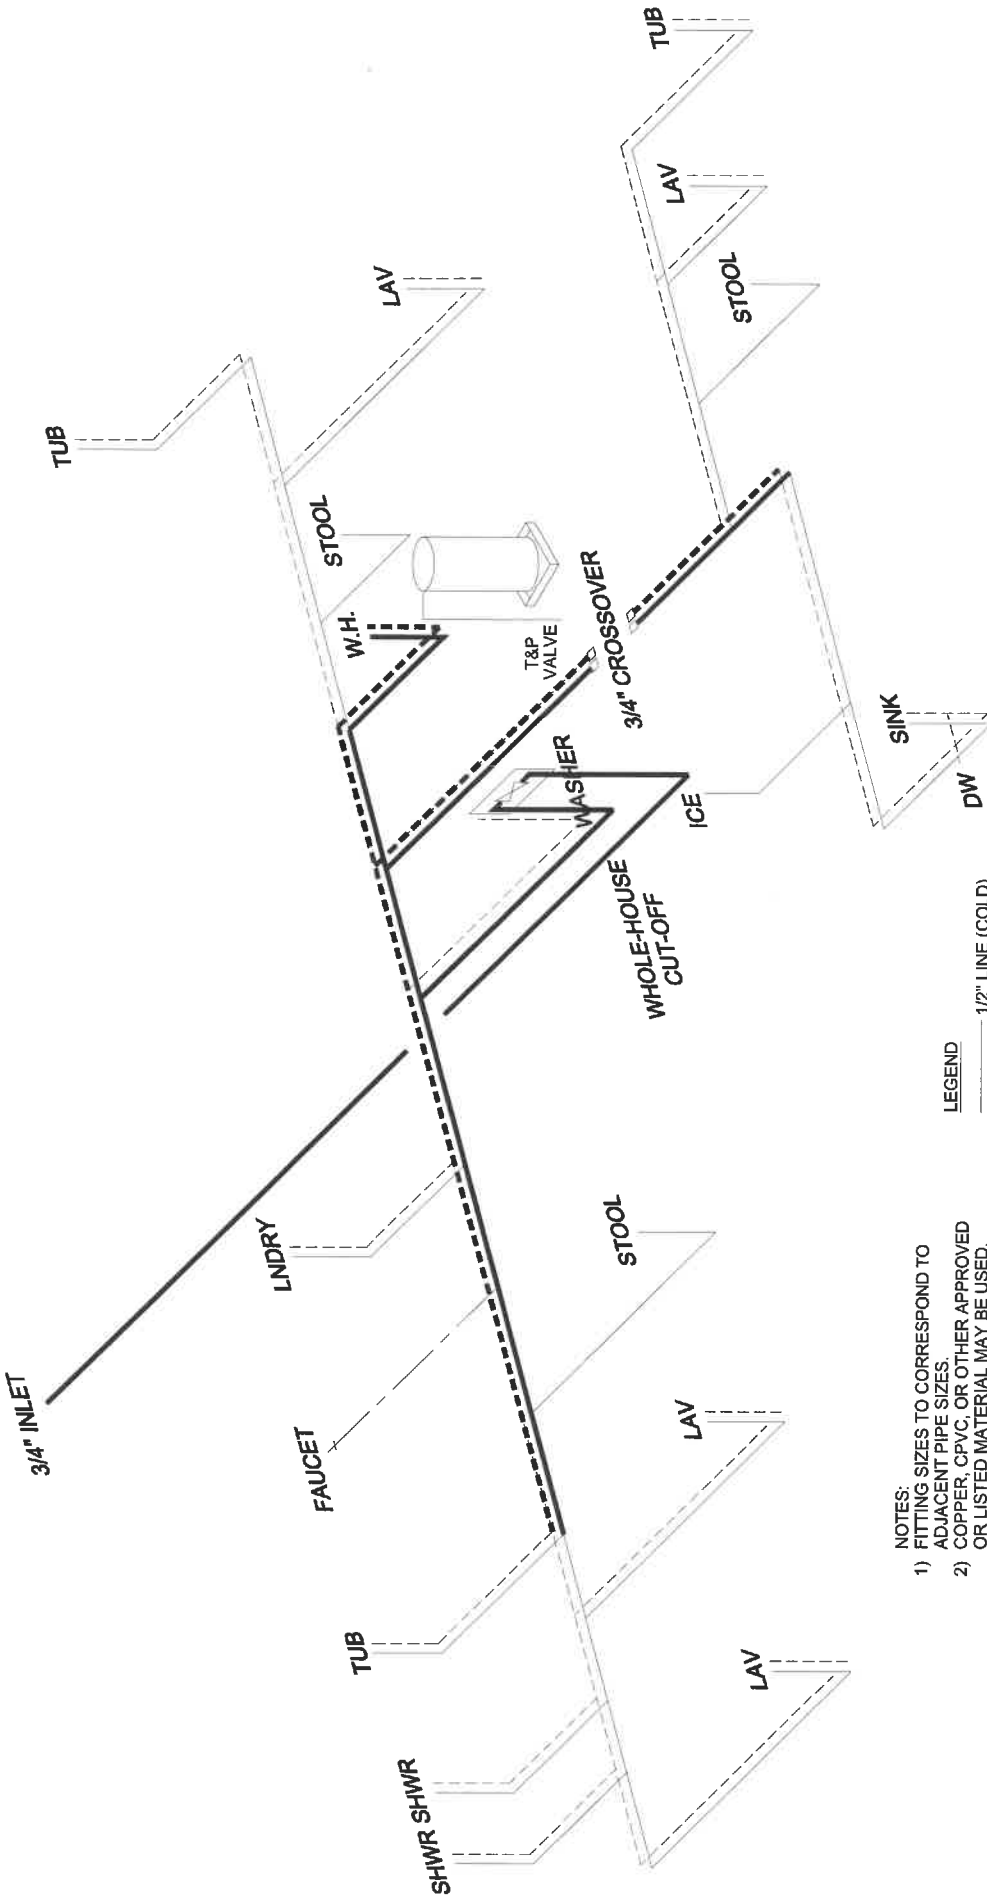 TUB
LAV
TUB
LAV
STOOL
STOOL
W.H.
T&P
VALVE
3/4" CROSSOVER
WASHER
SINK
DW
ICE
WHOLE-HOUSE
CUT-OFF
3/4" INLET
LNDRY
FAUCET
STOOL
TUB
LAV
SHWR SHWR
LAV
LEGEND
1/2" LINE (COLD)
NOTES:
1) FITTING SIZES TO CORRESPOND TO
ADJACENT PIPE SIZES.
2) COPPER, CPVC, OR OTHER APPROVED
OR LISTED MATERIAL MAY BE USED.